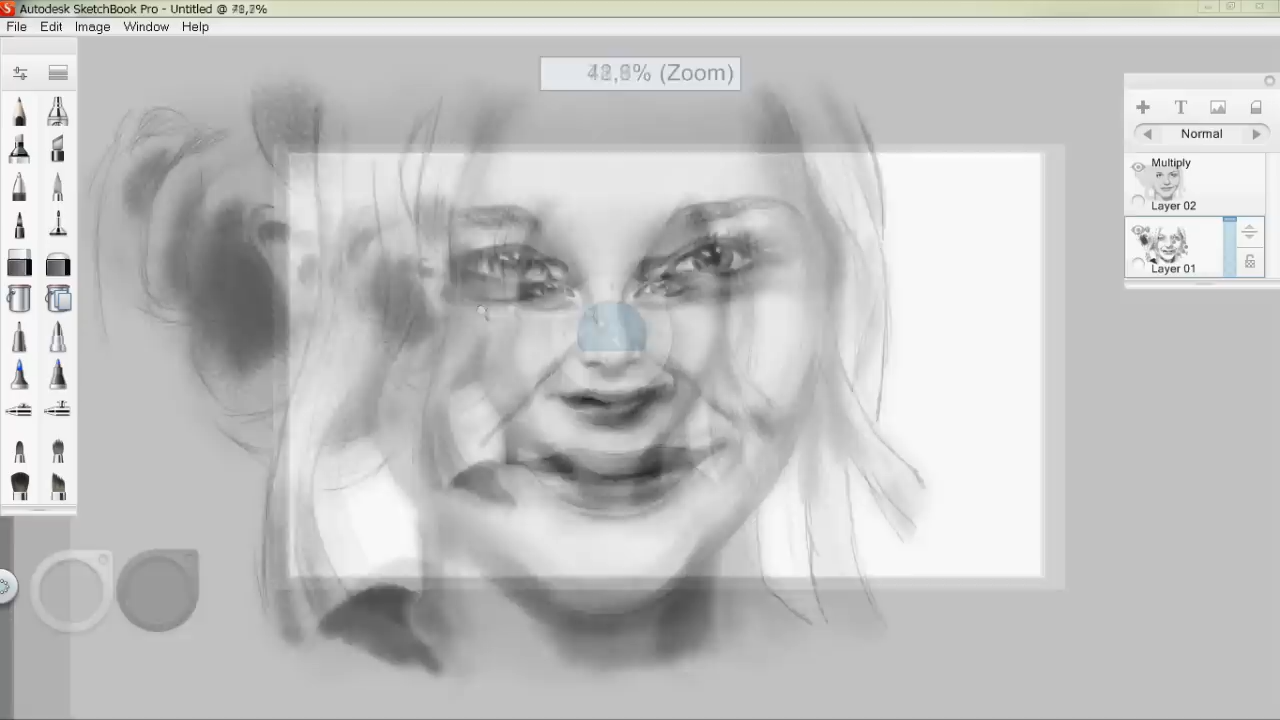 Autodesk SketchBook Pro - Untitled @
File Edit Image Window Help
(Zoom)
Normal
Multiply
Layer 02
Layer 01